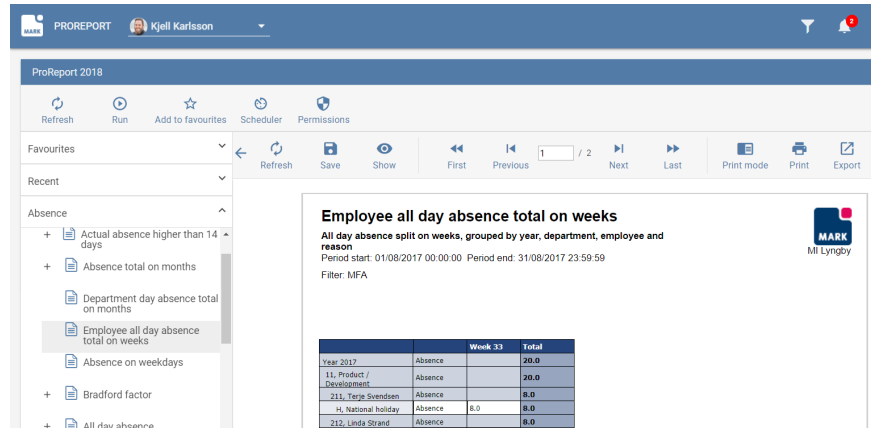 MARK
PROREPORT
Kjell Karlsson
2
ProReport 2018
Refresh
Run
Add to favourites
Scheduler
Permissions
Favourites
Recent
Absence
Actual absence higher than 14
days
Absence total on months
Department day absence total
on months
Employee all day absence
total on weeks
Absence on weekdays
Bradford factor
All day absence
Refresh
Save
Show
First
Previous
1 / 2
Next
Last
Print mode
Print
Export
Employee all day absence total on weeks
All day absence split on weeks, grouped by year, department, employee and
reason
Period start: 01/08/2017 00:00:00 Period end: 31/08/2017 23:59:59
Filter: MFA
MARK
MI Lyngby
Week 33 Total
Year 2017 Absence 20.0
11, Product /
Development Absence 20.0
211, Terje Svendsen Absence 8.0
H, National holiday Absence 8.0 8.0
212, Linda Strand Absence 8.0